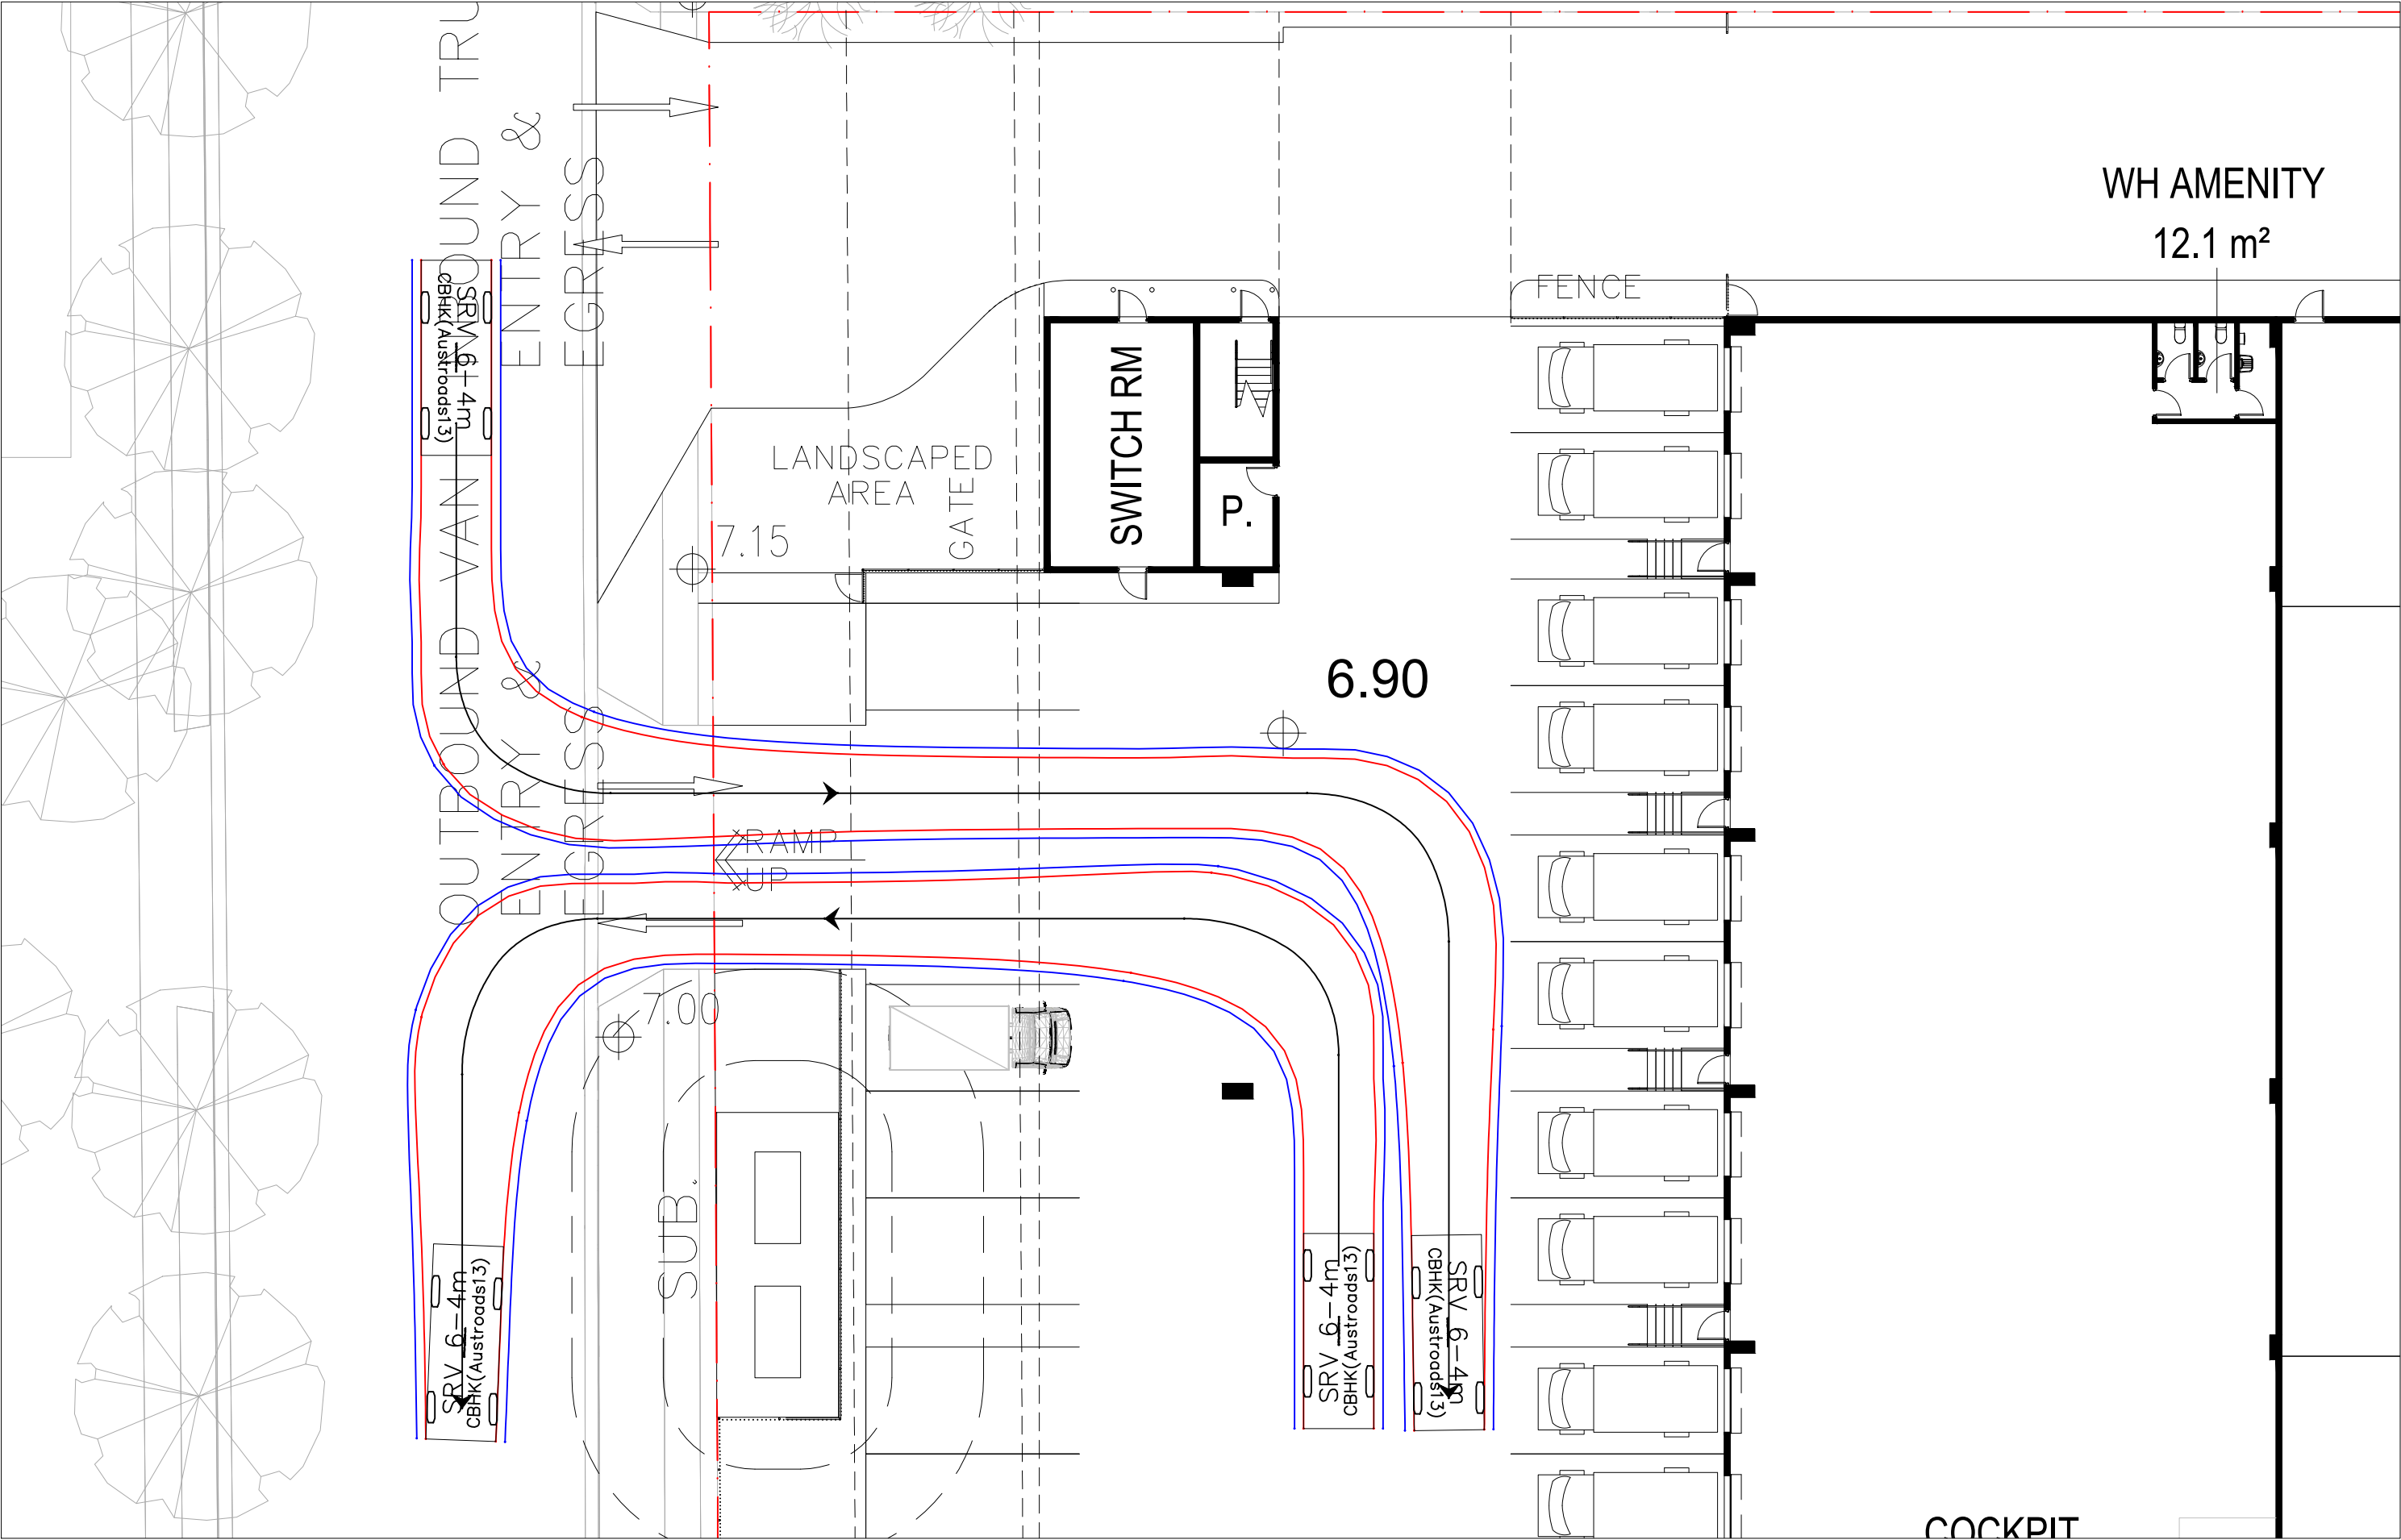 INBOUND TRU
ENTRY &
EGRESS
WH AMENITY
12.1 m²
FENCE
SRV 6-4m
CBHK(Austroads13)
SWITCH RM
P.
LANDSCAPED
AREA
GATE
7.15
OUTBOUND VAN
ENTRY &
EGRESS
6.90
RAMP
UP
7.00
SUB.
SRV 6-4m
CBHK(Austroads13)
SRV 6-4m
CBHK(Austroads13)
SRV 6-4m
CBHK(Austroads13)
COCKPIT